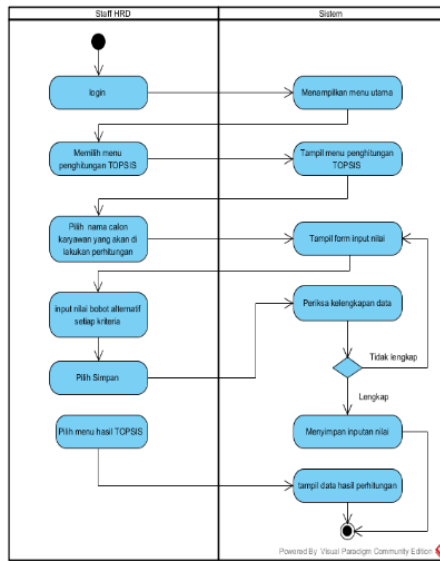 Staff HRD
Sistem
login
Menampilkan menu utama
Memilih menu
penghitungan TOPSIS
Tampil menu penghitungan
TOPSIS
Pilih nama calon
karyawan yang akan di
lakukan perhitungan
Tampil form input nilai
input nilai bobot alternatif
setiap kriteria
Periksa kelengkapan data
Tidak lengkap
Pilih Simpan
Lengkap
Pilih menu hasil TOPSIS
Menyimpan inputan nilai
tampil data hasil perhitungan
Powered By Visual Paradigm Community Edition